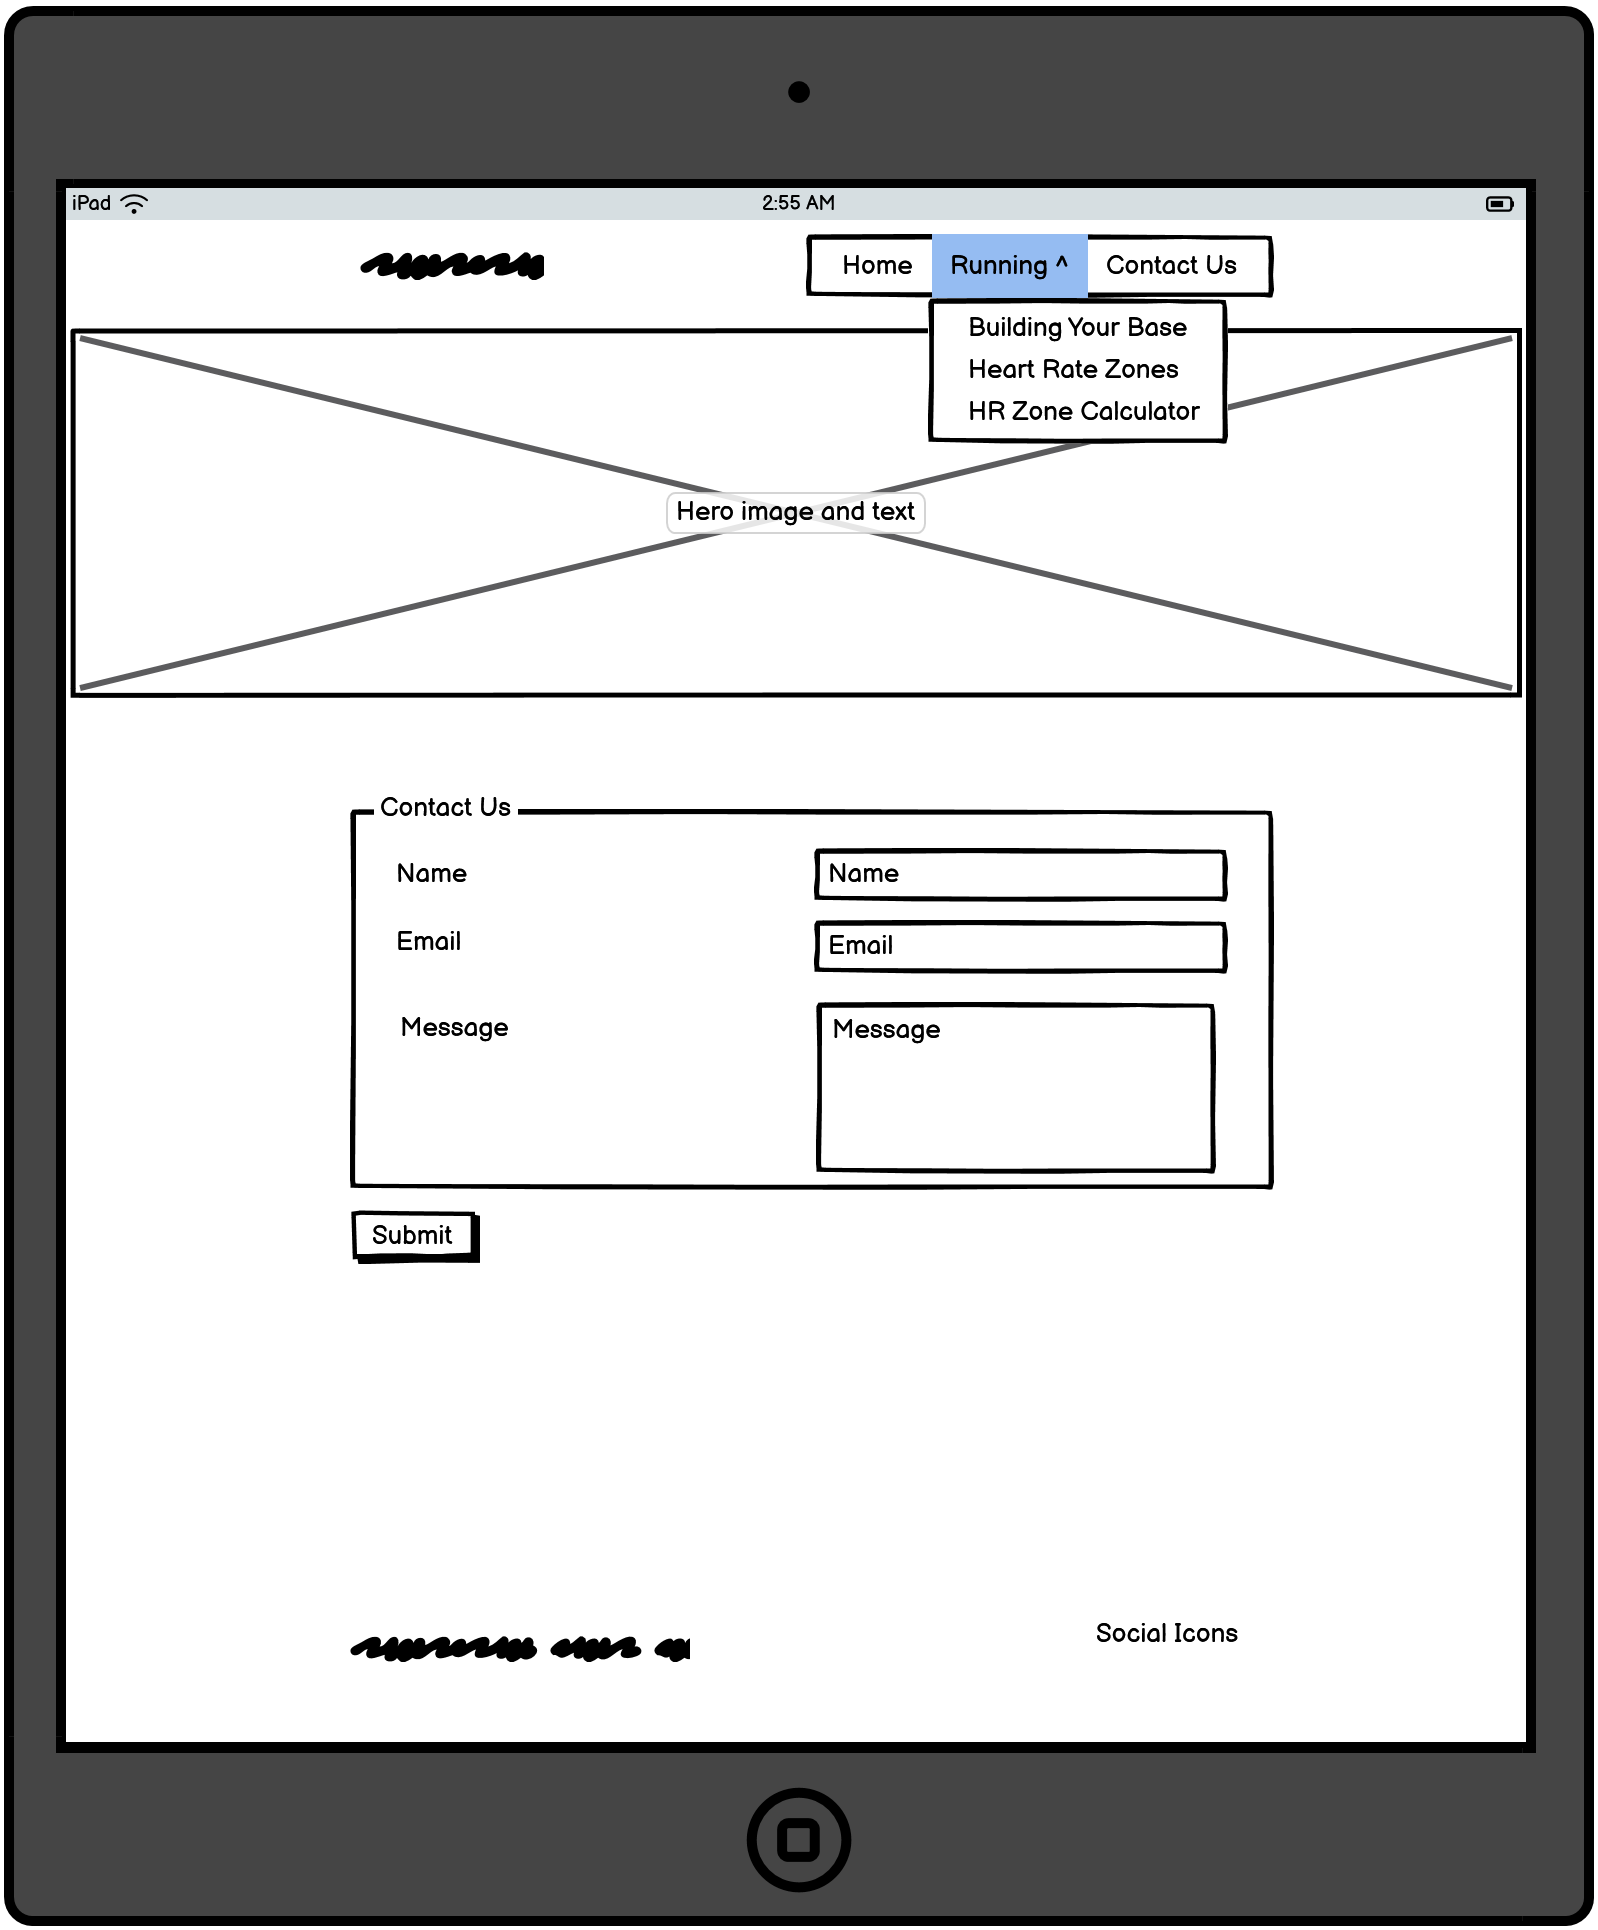 iPad 2:55 AM
Home Running ^ Contact Us
Building Your Base
Heart Rate Zones
HR Zone Calculator
Hero image and text
Contact Us
Name Name
Email Email
Message Message
Submit
Social Icons